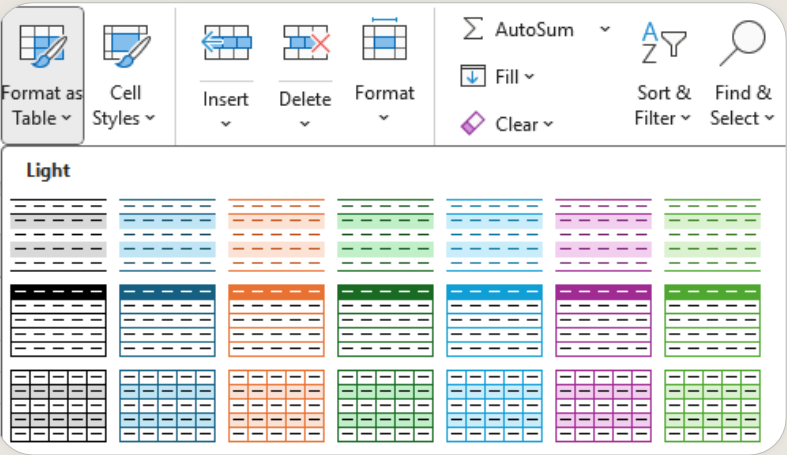 AutoSum
Fill
Clear
Format as
Table
Cell
Styles
Insert
Delete
Format
Sort &
Filter
Find &
Select
Light